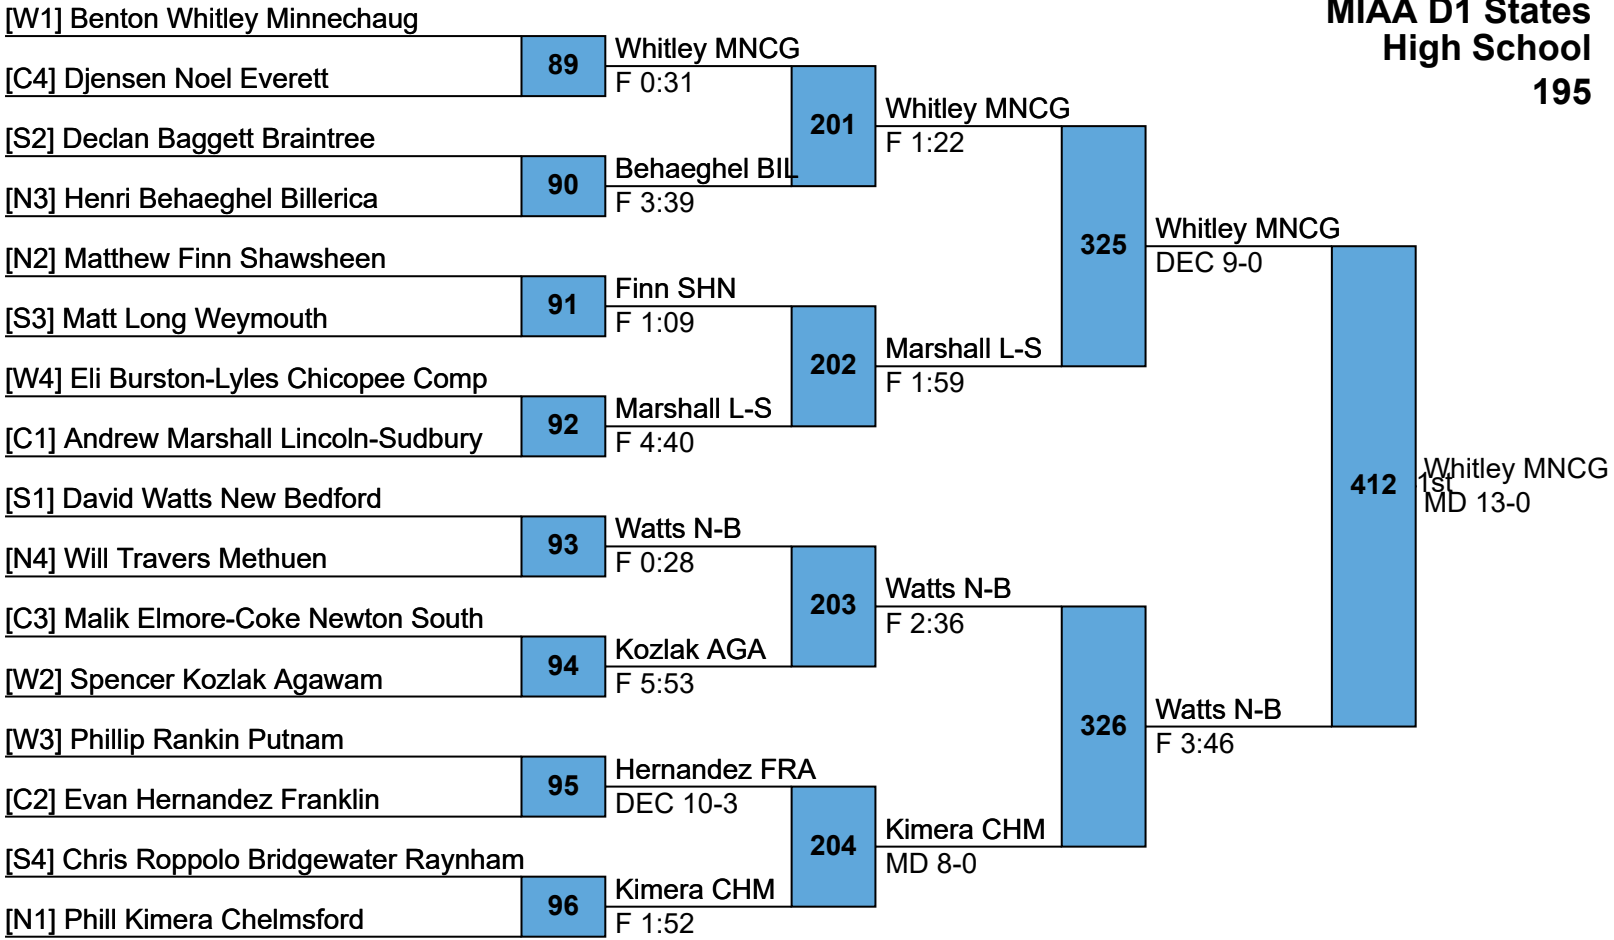 MIAA D1 States
High School
195
[W1] Benton Whitley Minnechaug
89
[C4] Djensen Noel Everett
Whitley MNCG
F 0:31
[S2] Declan Baggett Braintree
90
[N3] Henri Behaeghel Billerica
Behaeghel BIL
F 3:39
201
Whitley MNCG
F 1:22
[N2] Matthew Finn Shawsheen
91
[S3] Matt Long Weymouth
Finn SHN
F 1:09
[W4] Eli Burston-Lyles Chicopee Comp
92
[C1] Andrew Marshall Lincoln-Sudbury
Marshall L-S
F 4:40
202
Marshall L-S
F 1:59
325
Whitley MNCG
DEC 9-0
[S1] David Watts New Bedford
93
[N4] Will Travers Methuen
Watts N-B
F 0:28
[C3] Malik Elmore-Coke Newton South
94
[W2] Spencer Kozlak Agawam
Kozlak AGA
F 5:53
203
Watts N-B
F 2:36
[W3] Phillip Rankin Putnam
95
[C2] Evan Hernandez Franklin
Hernandez FRA
DEC 10-3
[S4] Chris Roppolo Bridgewater Raynham
96
[N1] Phill Kimera Chelmsford
Kimera CHM
F 1:52
204
Kimera CHM
MD 8-0
326
Watts N-B
F 3:46
412
Whitley MNCG
1st
MD 13-0